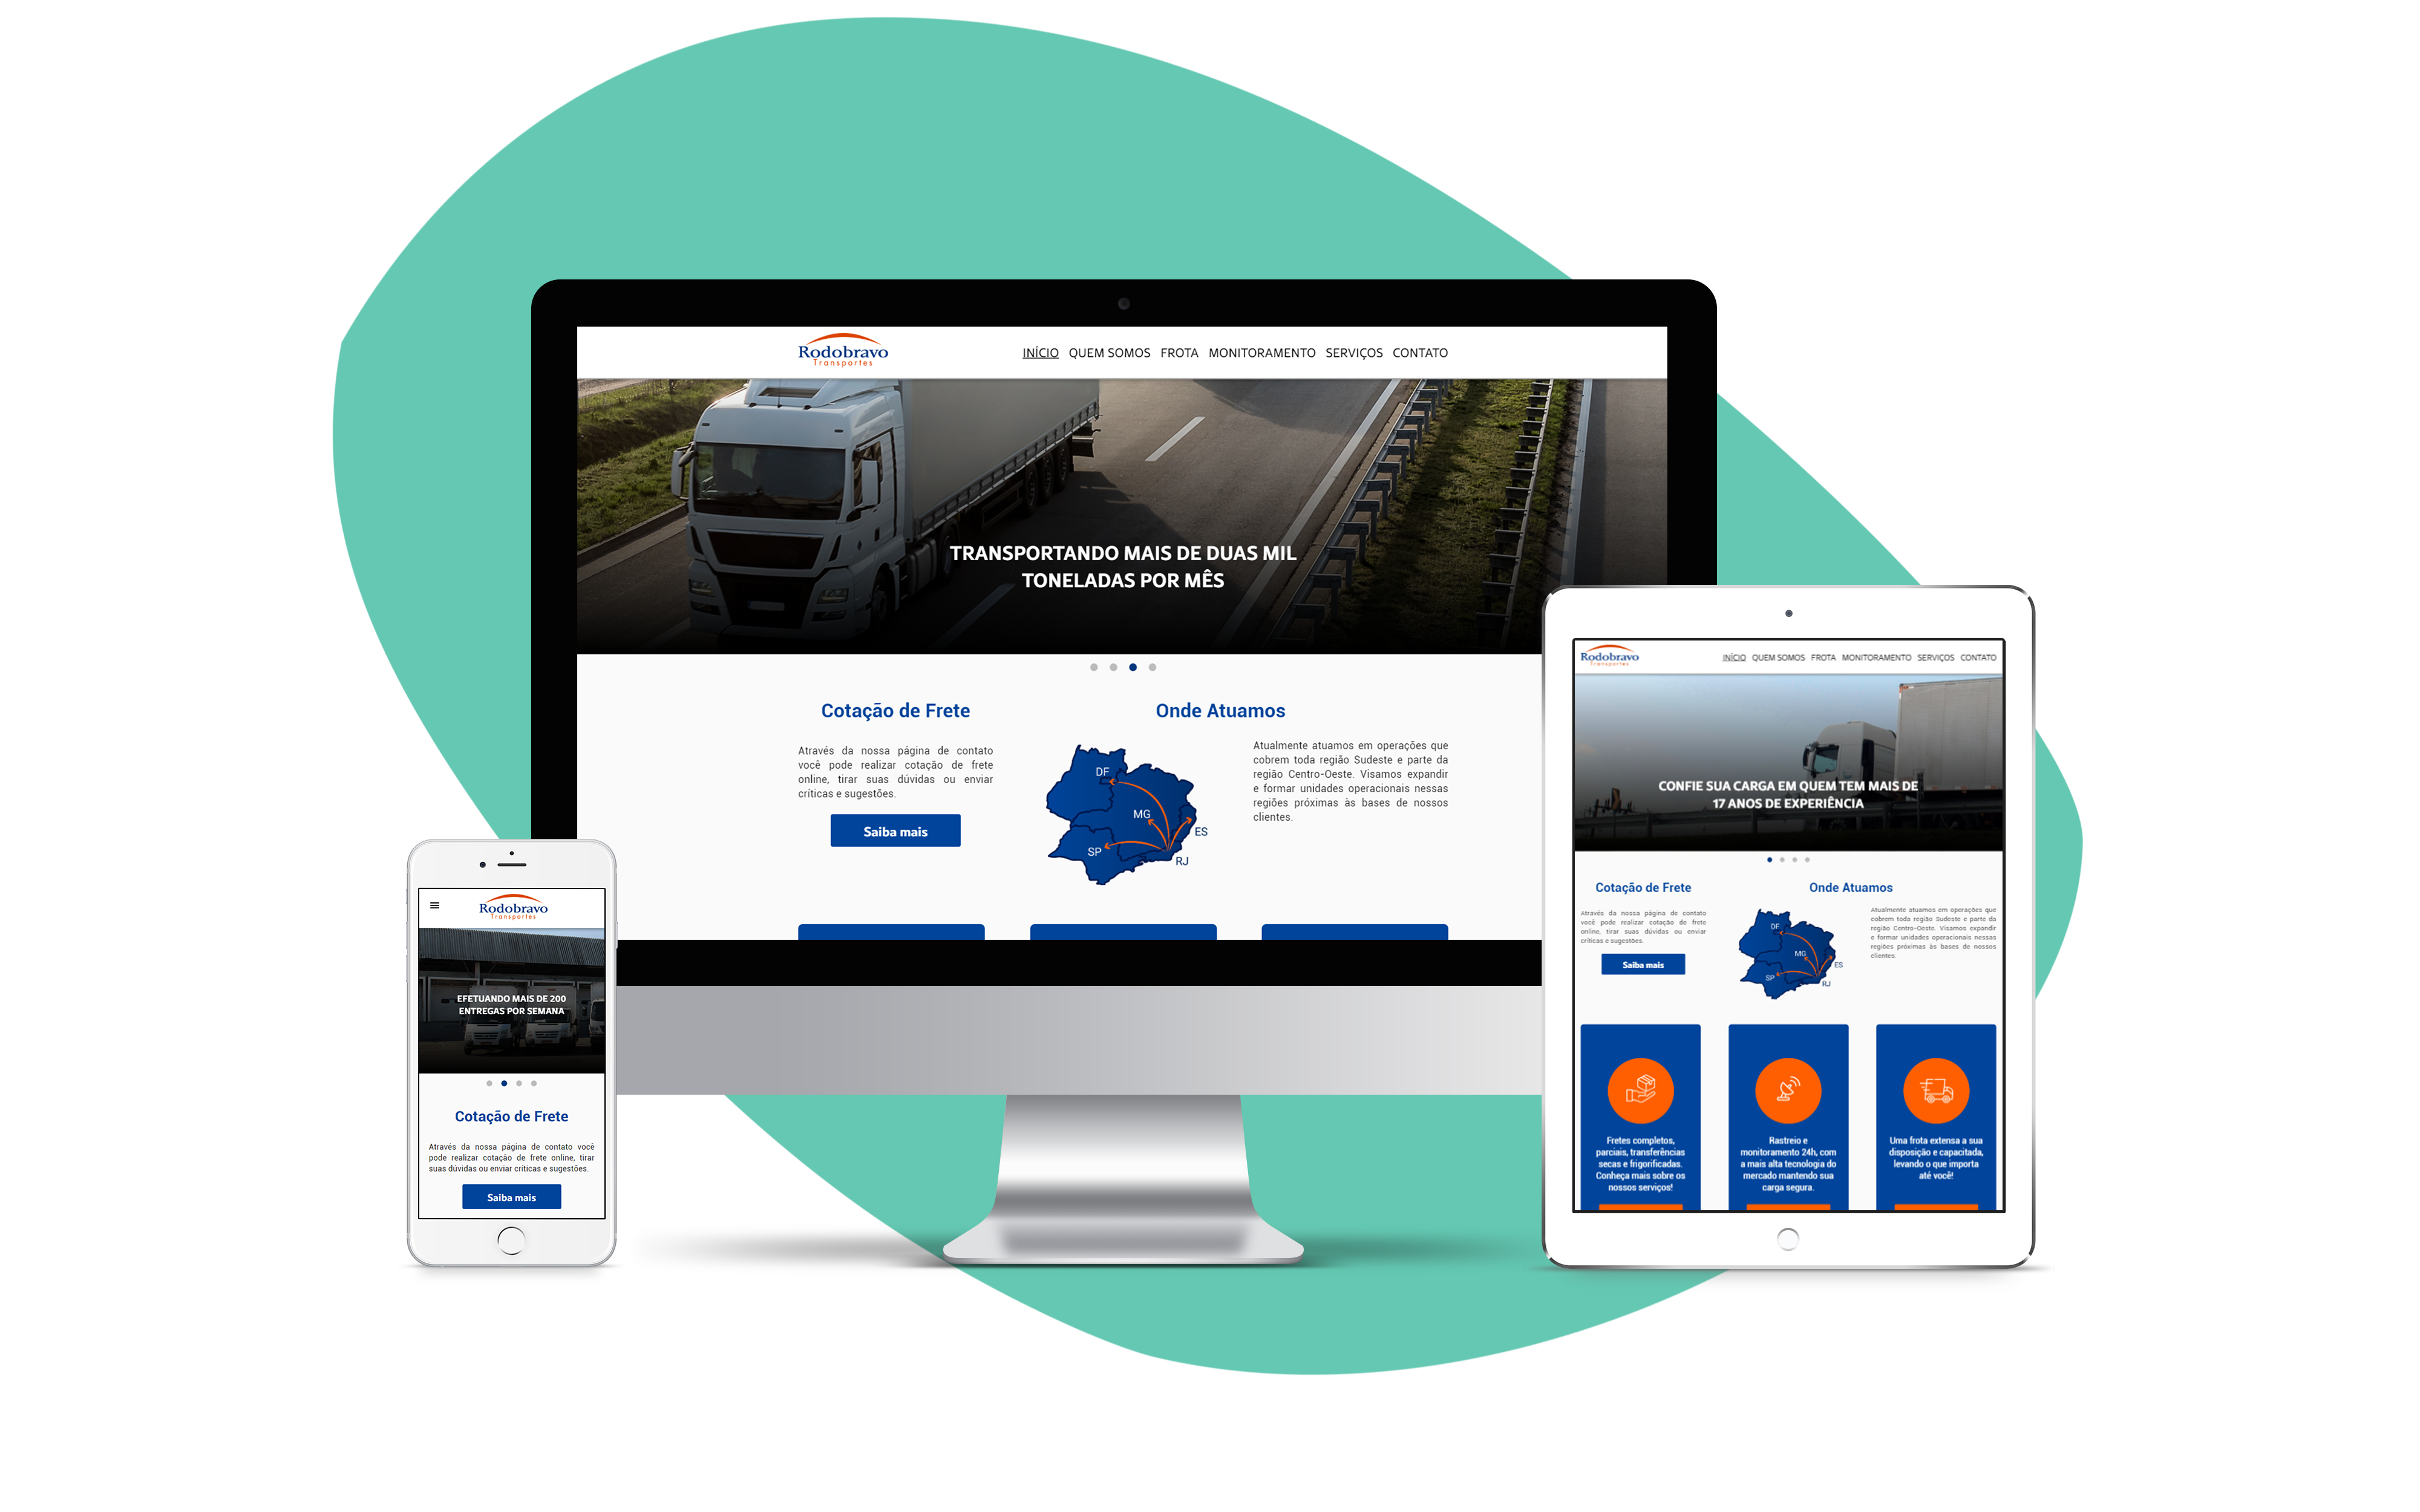 Rodobravo
Transportes
INÍCIO QUEM SOMOS FROTA MONITORAMENTO SERVIÇOS CONTATO
TRANSPORTANDO MAIS DE DUAS MIL
TONELADAS POR MÊS
Cotação de Frete
Através da nossa página de contato
você pode realizar cotação de frete
online, tirar suas dúvidas ou enviar
críticas e sugestões.
Saiba mais
Onde Atuamos
DF
MG
ES
SP
RJ
Atualmente atuamos em operações que
cobrem toda região Sudeste e parte da
região Centro-Oeste. Visamos expandir
e formar unidades operacionais nessas
regiões próximas às bases de nossos
clientes.
Rodobravo
Transportes
EFETUANDO MAIS DE 200
ENTREGAS POR SEMANA
Cotação de Frete
Através da nossa página de contato você
pode realizar cotação de frete online, tirar
suas dúvidas ou enviar críticas e sugestões.
Saiba mais
Rodobravo
Transportes
INÍCIO QUEM SOMOS FROTA MONITORAMENTO SERVIÇOS CONTATO
CONFIE SUA CARGA EM QUEM TEM MAIS DE
17 ANOS DE EXPERIÊNCIA
Cotação de Frete
Através da nossa página de contato
você pode realizar cotação de frete
online, tirar suas dúvidas ou enviar
críticas e sugestões.
Saiba mais
Onde Atuamos
DF
MG
ES
SP
RJ
Atualmente atuamos em operações que
cobrem toda região Sudeste e parte da
região Centro-Oeste. Visamos expandir
e formar unidades operacionais nessas
regiões próximas às bases de nossos
clientes.
Fretes completos,
parciais, transferências
secas e frigorificadas.
Conheça mais sobre os
nossos serviços!
Rastreio e
monitoramento 24h, com
a mais alta tecnologia do
mercado mantendo sua
carga segura.
Uma frota extensa a sua
disposição e capacitada,
levando o que importa
até você!